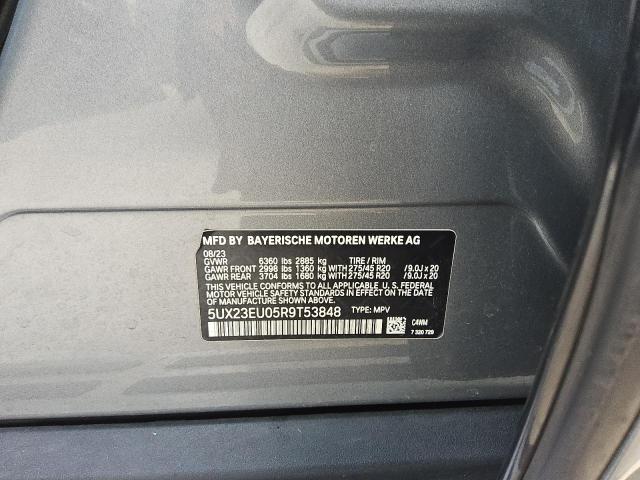 MFD BY BAYERISCHE MOTOREN WERKE AG
08/23
GVWR 6360 lbs 2885 kg TIRE / RIM
GAWR FRONT 2998 lbs 1360 kg WITH 275/45 R20 / 9.0J x 20
GAWR REAR 3704 lbs 1680 kg WITH 275/45 R20 / 9.0J x 20
THIS VEHICLE CONFORMS TO ALL APPLICABLE U.S. FEDERAL
MOTOR VEHICLE SAFETY STANDARDS IN EFFECT ON THE
DATE OF MANUFACTURE SHOWN ABOVE.
5UX23EU05R9T53848 TYPE: MPV
C4WM
7 320 729